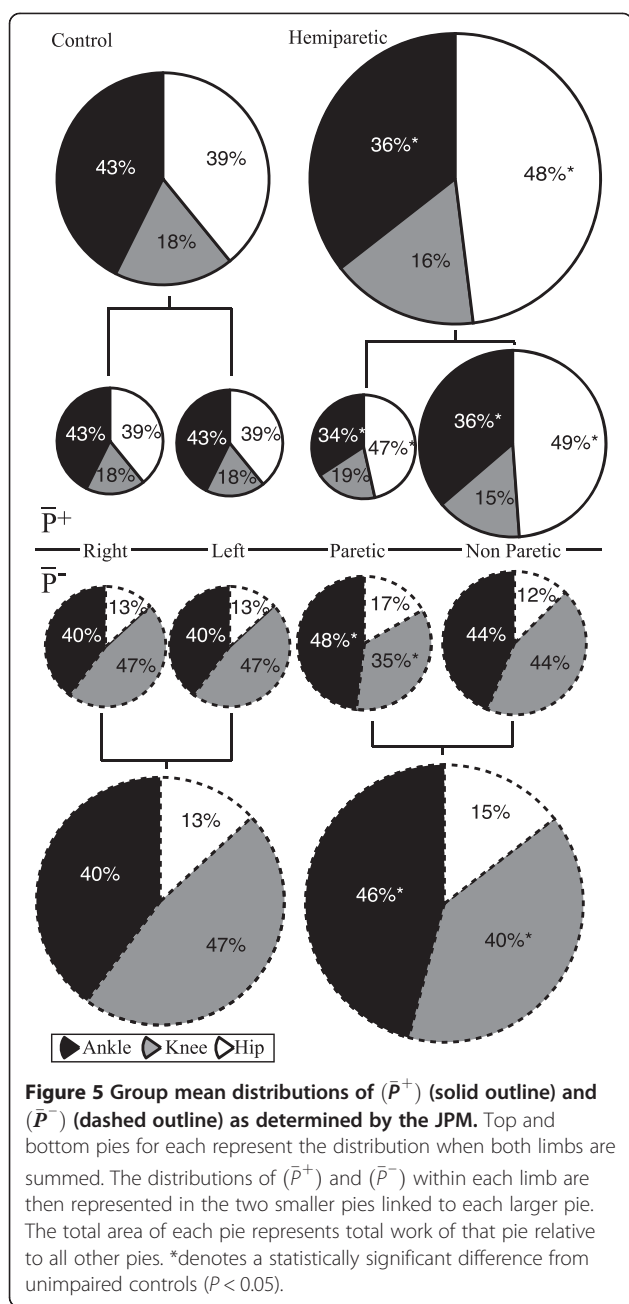 Control Hemiparetic
43% 39% 18%
36%* 48%* 16%
43% 39% 18%
43% 39% 18%
34%* 47%* 19%
36%* 49%* 15%
P̅+
Right Left Paretic Non Paretic
P̅-
40% 13% 47%
40% 13% 47%
48%* 17% 35%*
44% 12% 44%
40% 13% 47%
46%* 15% 40%*
Ankle Knee Hip
Figure 5 Group mean distributions of (P̅+) (solid outline) and
(P̅−) (dashed outline) as determined by the JPM. Top and
bottom pies for each represent the distribution when both limbs are
summed. The distributions of (P̅+) and (P̅−) within each limb are
then represented in the two smaller pies linked to each larger pie.
The total area of each pie represents total work of that pie relative
to all other pies. *denotes a statistically significant difference from
unimpaired controls (P < 0.05).